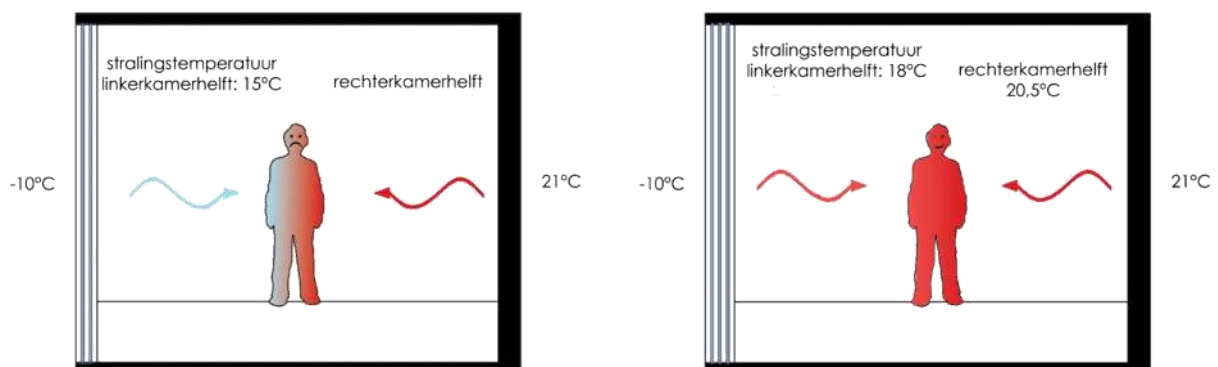 stralingstemperatuur
linkerkamerhelft: 15°C
rechterkamerhelft
-10°C
21°C
stralingstemperatuur
linkerkamerhelft: 18°C
rechterkamerhelft
20,5°C
-10°C
21°C